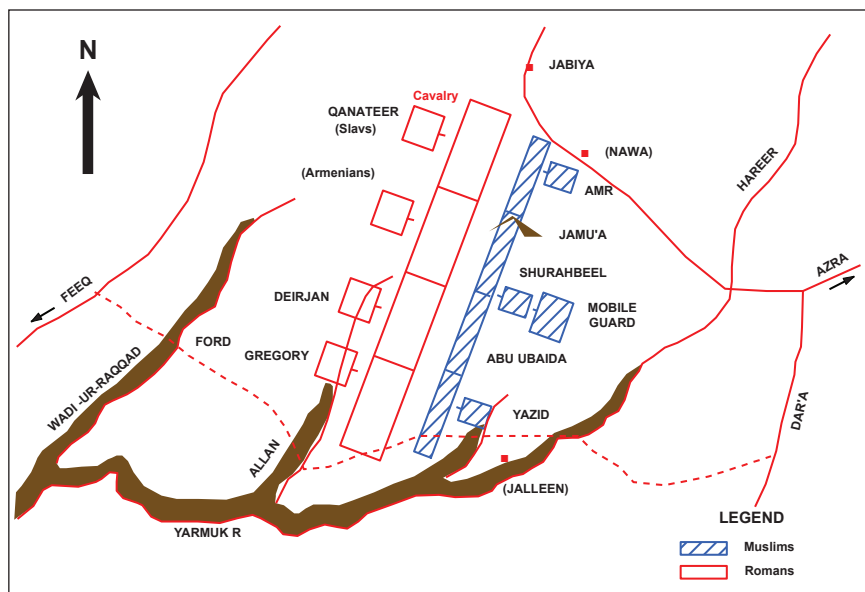 N
JABIYA
Cavalry
QANATEER
(Slavs)
(NAWA)
HAREER
(Armenians)
AMR
JAMU'A
SHURAHBEEL
AZRA
FEEQ
DEIRJAN
MOBILE
GUARD
FORD
GREGORY
ABU UBAIDA
WADI -UR-RAQQAD
YAZID
DAR'A
ALLAN
(JALLEEN)
YARMUK R
LEGEND
Muslims
Romans